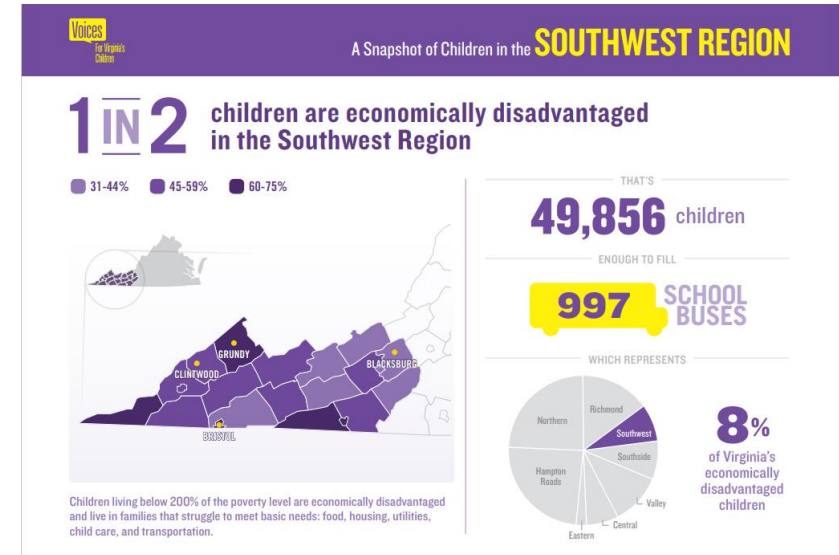 Voices
For Virginia's
Children
A Snapshot of Children in the SOUTHWEST REGION
1 IN 2 children are economically disadvantaged
in the Southwest Region
31-44% 45-59% 60-75%
GRUNDY
CLINTWOOD
BLACKSBURG
BRISTOL
Children living below 200% of the poverty level are economically disadvantaged
and live in families that struggle to meet basic needs: food, housing, utilities,
child care, and transportation.
THAT'S
49,856 children
ENOUGH TO FILL
997 SCHOOL
BUSES
WHICH REPRESENTS
Richmond
Northern
Southwest
Southside
Hampton
Roads
Valley
Central
Eastern
8%
of Virginia's
economically
disadvantaged
children